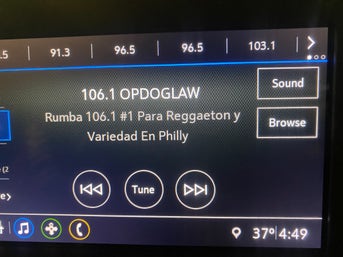 .5 91.3 96.5 96.5 103.1
106.1 OPDOGLAW
Sound
Rumba 106.1 #1 Para Reggaeton y
Variedad En Philly
Browse
Tune
37° 4:49